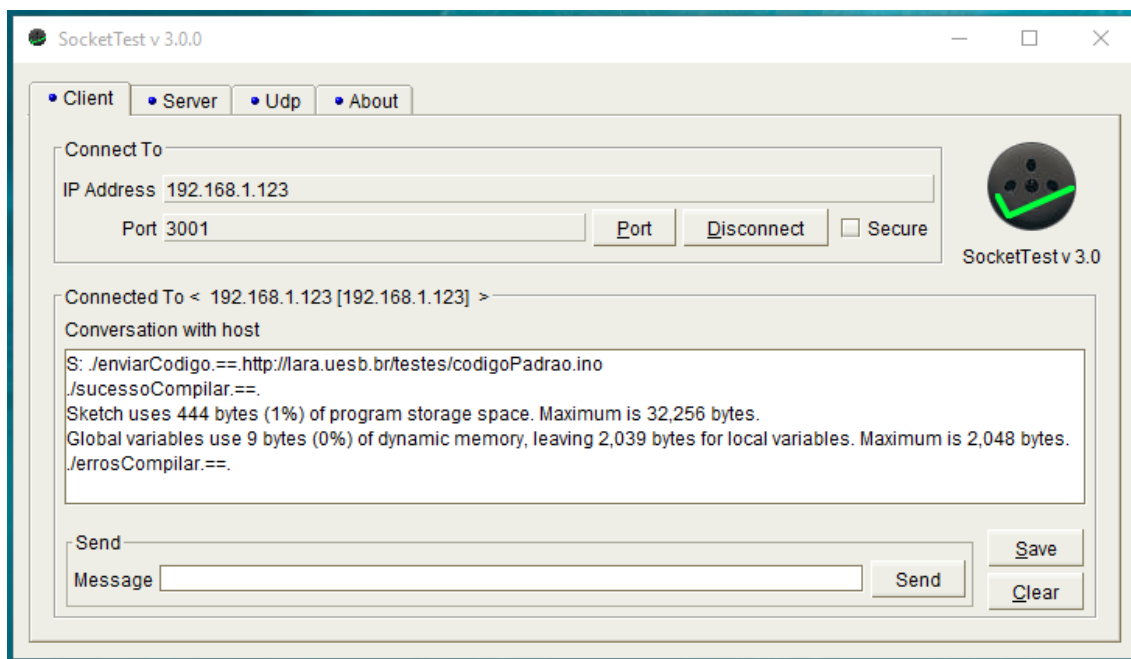 SocketTest v 3.0.0
Client Server Udp About
Connect To
IP Address 192.168.1.123
Port 3001 Port Disconnect Secure
SocketTest v 3.0
Connected To < 192.168.1.123 [192.168.1.123] >
Conversation with host
S: ./enviarCodigo.==.http://lara.uesb.br/testes/codigoPadrao.ino
./sucessoCompilar.==.
Sketch uses 444 bytes (1%) of program storage space. Maximum is 32,256 bytes.
Global variables use 9 bytes (0%) of dynamic memory, leaving 2,039 bytes for local variables. Maximum is 2,048 bytes.
./errosCompilar.==.
Send
Message Send
Save
Clear